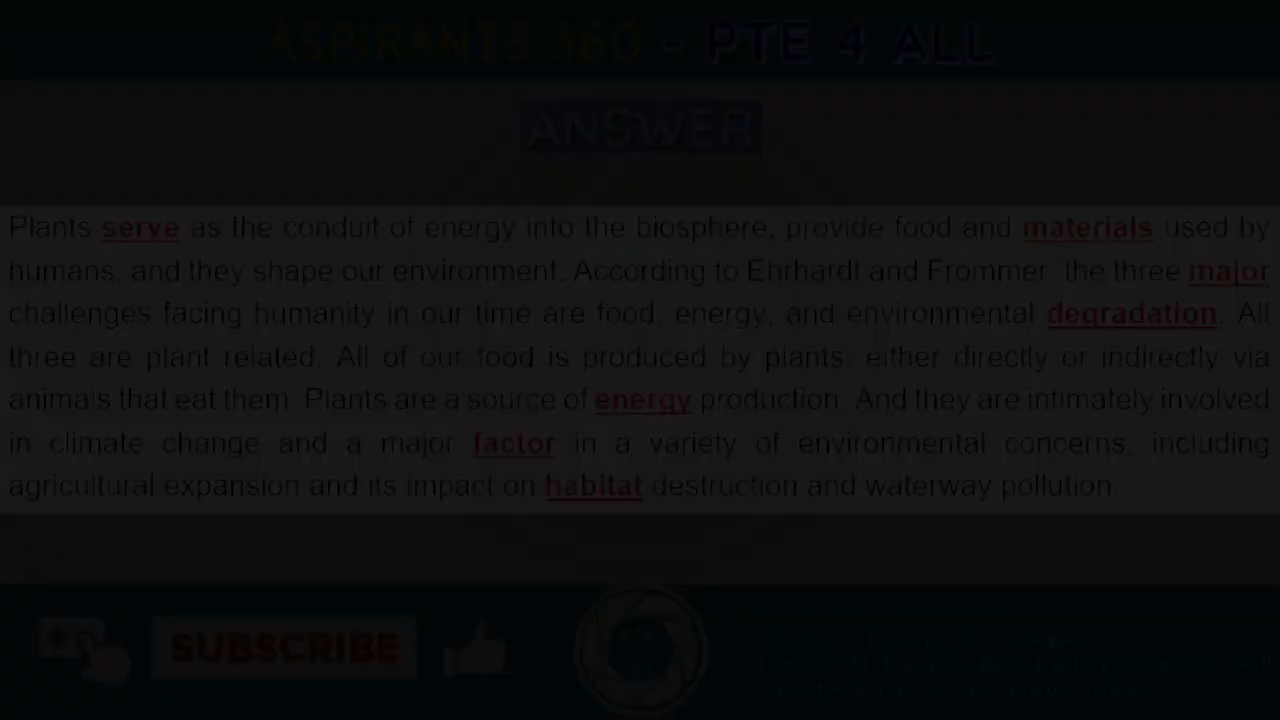 ASPIRANTS 360 - PTE 4 ALL
ANSWER
Plants serve as the conduit of energy into the biosphere, provide food and materials used by
humans, and they shape our environment. According to Ehrhardt and Frommer, the three major
challenges facing humanity in our time are food, energy, and environmental degradation. All
three are plant related. All of our food is produced by plants, either directly or indirectly via
animals that eat them. Plants are a source of energy production. And they are intimately involved
in climate change and a major factor in a variety of environmental concerns, including
agricultural expansion and its impact on habitat destruction and waterway pollution.
SUBSCRIBE